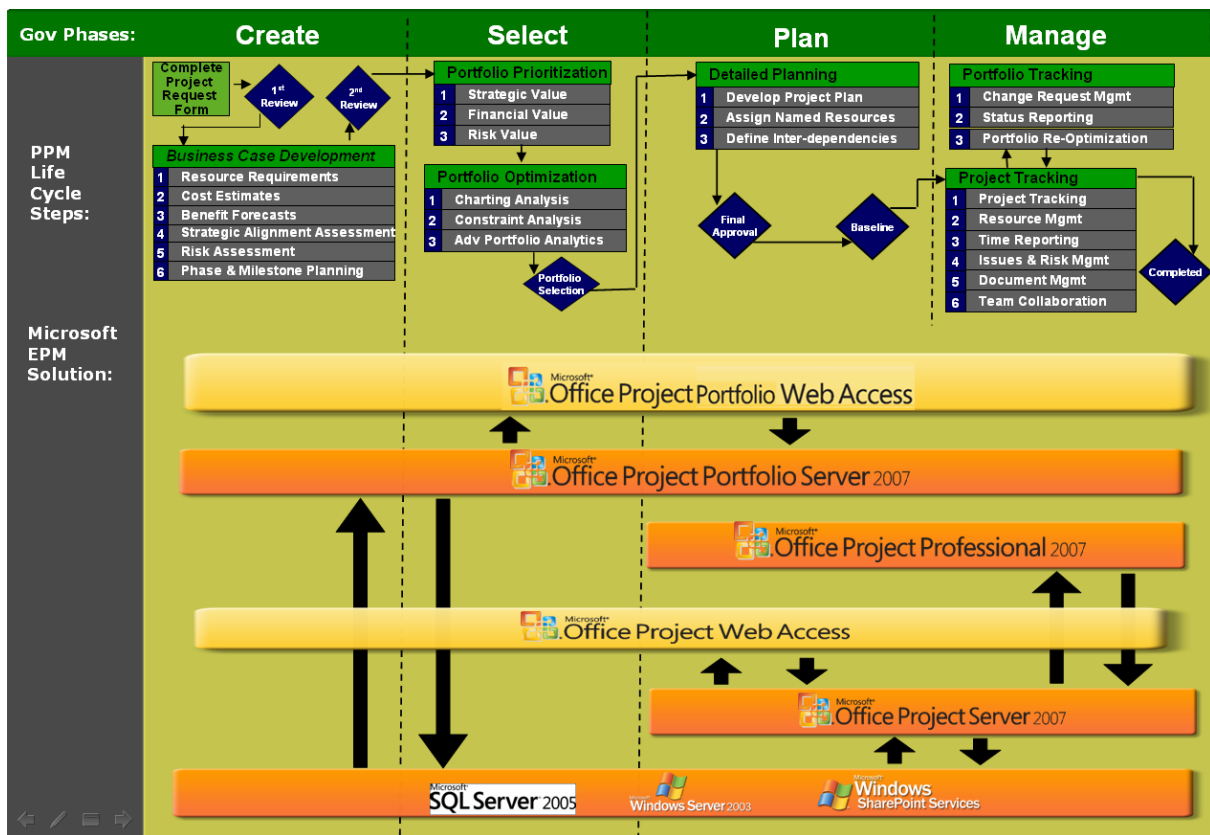 Gov Phases:
Create
Select
Plan
Manage
PPM
Life
Cycle
Steps:
Complete
Project
Request
Form
1st
Review
2nd
Review
Business Case Development
1 Resource Requirements
2 Cost Estimates
3 Benefit Forecasts
4 Strategic Alignment Assessment
5 Risk Assessment
6 Phase & Milestone Planning
Portfolio Prioritization
1 Strategic Value
2 Financial Value
3 Risk Value
Portfolio Optimization
1 Charting Analysis
2 Constraint Analysis
3 Adv Portfolio Analytics
Portfolio
Selection
Detailed Planning
1 Develop Project Plan
2 Assign Named Resources
3 Define Inter-dependencies
Final
Approval
Baseline
Portfolio Tracking
1 Change Request Mgmt
2 Status Reporting
3 Portfolio Re-Optimization
Project Tracking
1 Project Tracking
2 Resource Mgmt
3 Time Reporting
4 Issues & Risk Mgmt
5 Document Mgmt
6 Team Collaboration
Completed
Microsoft
EPM
Solution:
Microsoft®
Office Project Portfolio Web Access
Microsoft®
Office Project Portfolio Server 2007
Microsoft®
Office Project Professional 2007
Microsoft®
Office Project Web Access
Microsoft®
Office Project Server 2007
Microsoft®
SQL Server 2005
Microsoft®
Windows Server 2003
Microsoft®
Windows
SharePoint Services